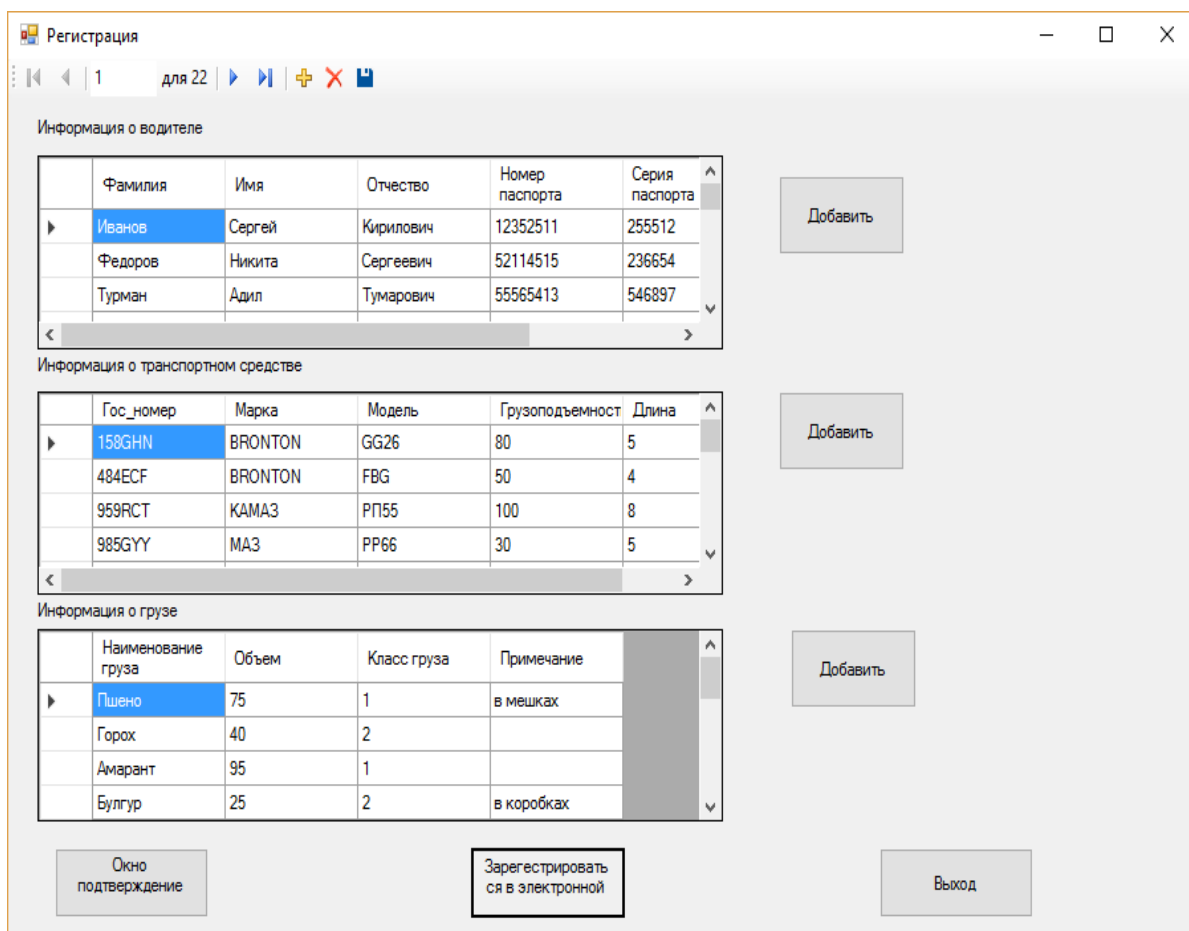 Регистрация
1 для 22
Информация о водителе
Фамилия Имя Отчество Номер паспорта Серия паспорта
Иванов Сергей Кирилович 12352511 255512
Федоров Никита Сергеевич 52114515 236654
Турман Адил Тумарович 55565413 546897
Добавить
Информация о транспортном средстве
Гос_номер Марка Модель Грузоподъемност Длина
158GHN BRONTON GG26 80 5
484ECF BRONTON FBG 50 4
959RCT КАМАЗ РП55 100 8
985GYY МАЗ PP66 30 5
Добавить
Информация о грузе
Наименование груза Объем Класс груза Примечание
Пшено 75 1 в мешках
Горох 40 2
Амарант 95 1
Булгур 25 2 в коробках
Добавить
Окно
подтверждение
Зарегестрировать
ся в электронной
Выход